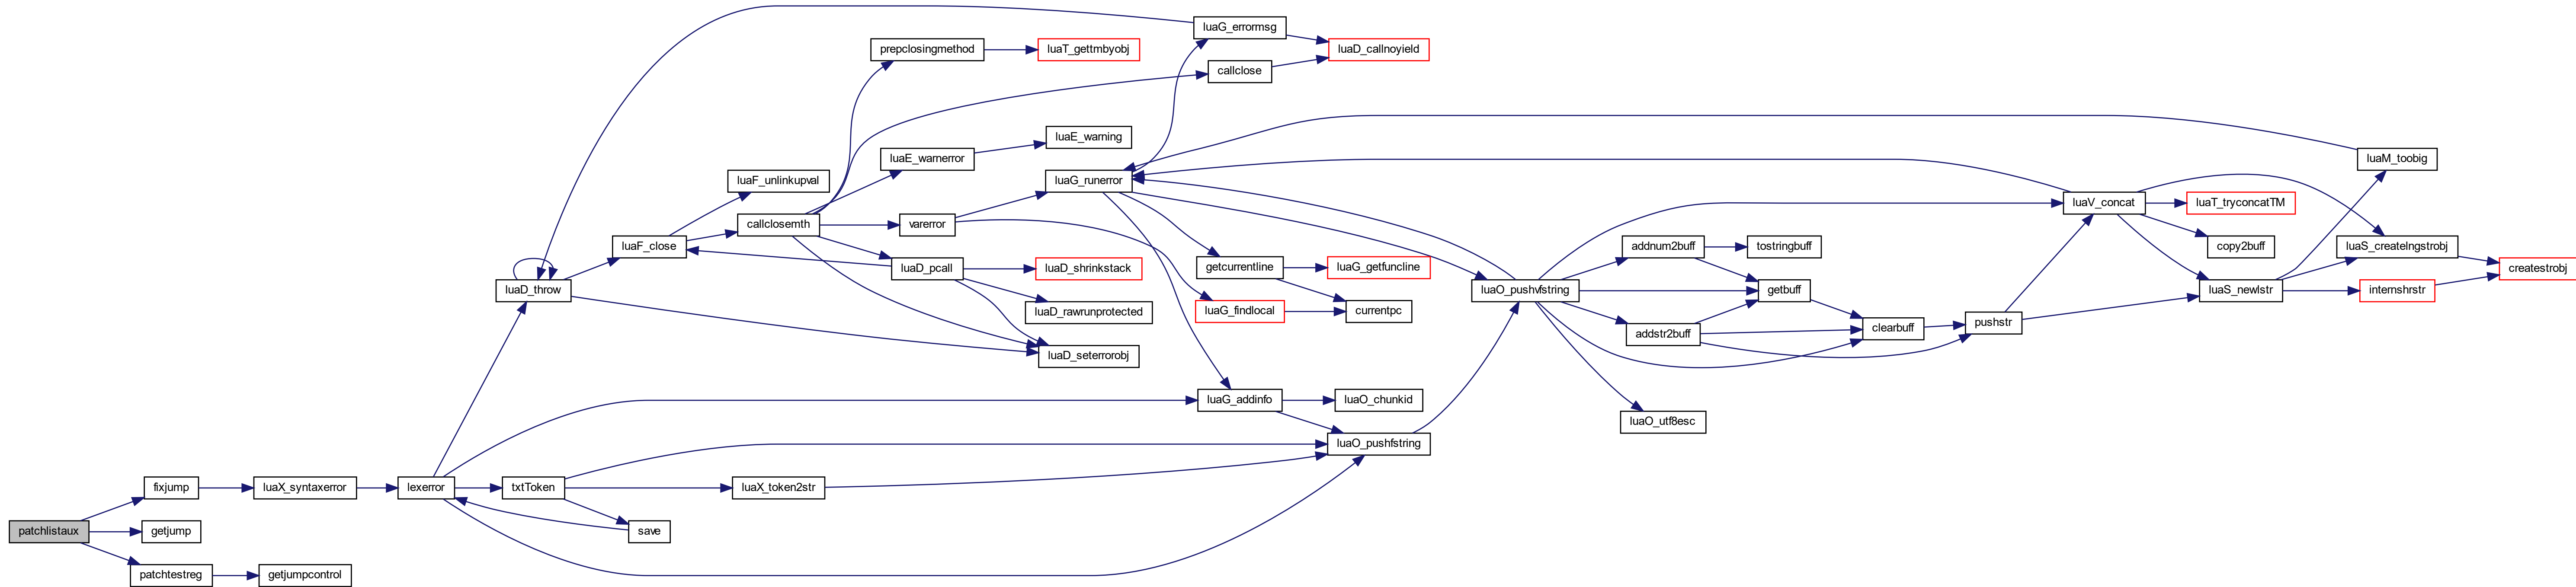 luaG_errormsg
prepclosingmethod
luaT_gettmbyobj
luaD_callnoyield
callclose
luaE_warning
luaE_warnerror
luaM_toobig
luaF_unlinkupval
luaG_runerror
luaV_concat
luaT_tryconcatTM
callclosemth
varerror
luaF_close
addnum2buff
tostringbuff
copy2buff
luaS_createlngstrobj
luaD_pcall
luaD_shrinkstack
getcurrentline
luaG_getfuncline
createstrobj
luaD_throw
luaO_pushvfstring
getbuff
luaS_newlstr
internshrstr
luaD_rawrunprotected
luaG_findlocal
currentpc
addstr2buff
clearbuff
pushstr
luaD_seterrorobj
luaG_addinfo
luaO_chunkid
luaO_utf8esc
luaO_pushfstring
fixjump
luaX_syntaxerror
lexerror
txtToken
luaX_token2str
patchlistaux
getjump
save
patchtestreg
getjumpcontrol